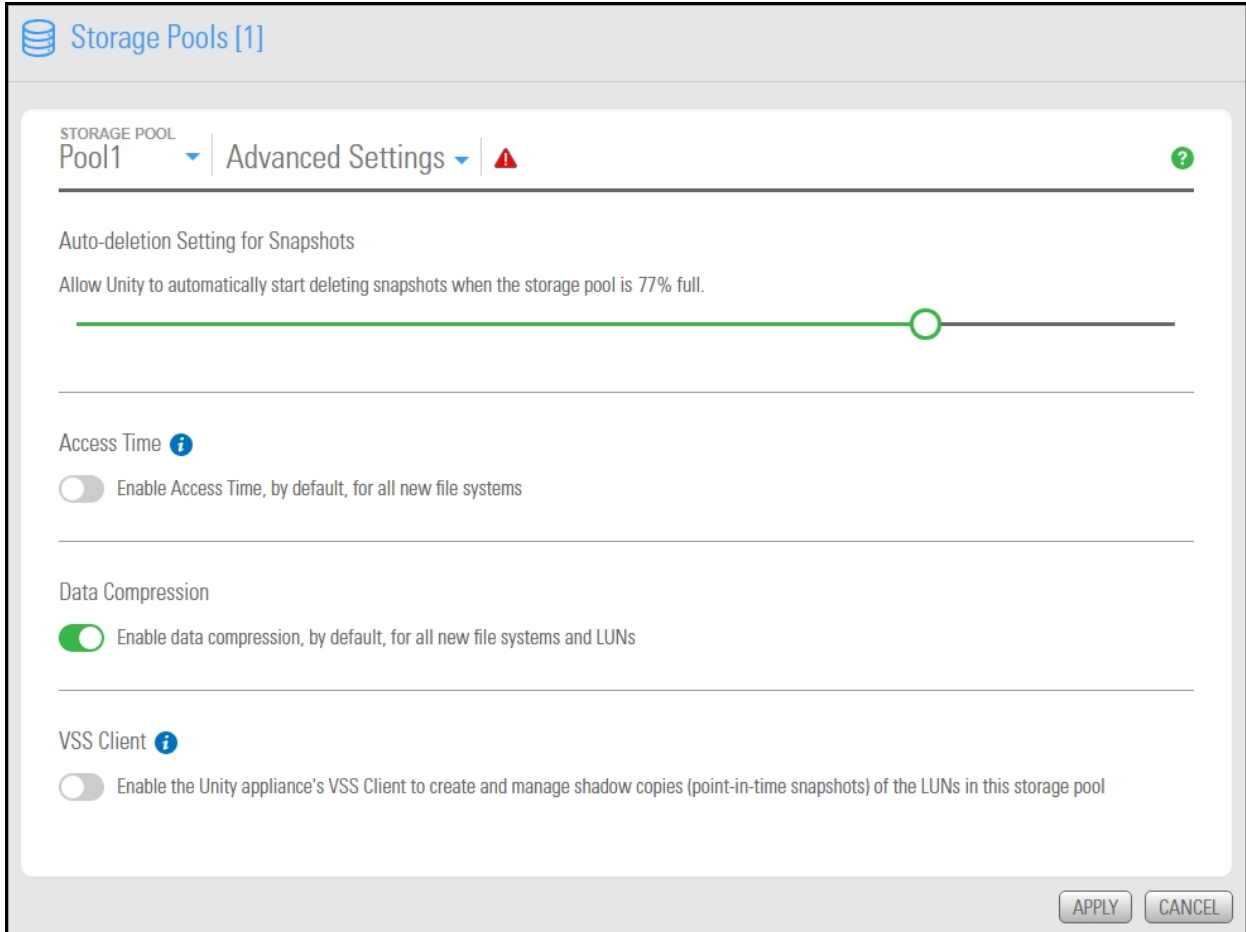 Storage Pools [1]
STORAGE POOL
Pool1
Advanced Settings
?
Auto-deletion Setting for Snapshots
Allow Unity to automatically start deleting snapshots when the storage pool is 77% full.
Access Time i
Enable Access Time, by default, for all new file systems
Data Compression
Enable data compression, by default, for all new file systems and LUNs
VSS Client i
Enable the Unity appliance's VSS Client to create and manage shadow copies (point-in-time snapshots) of the LUNs in this storage pool
APPLY CANCEL